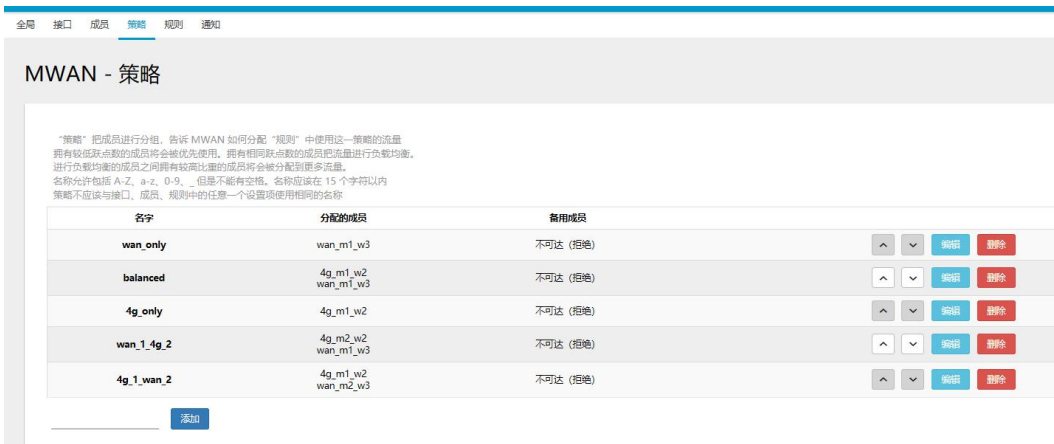 全局 接口 成员 策略 规则 通知
MWAN - 策略
“策略”把成员进行分组，告诉 MWAN 如何分配“规则”中使用这一策略的流量
拥有较低跃点数的成员将会被优先使用。拥有相同跃点数的成员把流量进行负载均衡。
进行负载均衡的成员之间拥有较高比重的成员将会被分配到更多流量。
名称允许包括 A-Z、a-z、0-9、_ 但是不能有空格。名称应该在 15 个字符以内
策略不应该与接口、成员、规则中的任意一个设置项使用相同的名称
名字 分配的成员 备用成员
wan_only wan_m1_w3 不可达（拒绝） 编辑 删除
balanced 4g_m1_w2 不可达（拒绝） 编辑 删除
wan_m1_w3
4g_only 4g_m1_w2 不可达（拒绝） 编辑 删除
wan_1_4g_2 4g_m2_w2 不可达（拒绝） 编辑 删除
wan_m1_w3
4g_1_wan_2 4g_m1_w2 不可达（拒绝） 编辑 删除
wan_m2_w3
添加